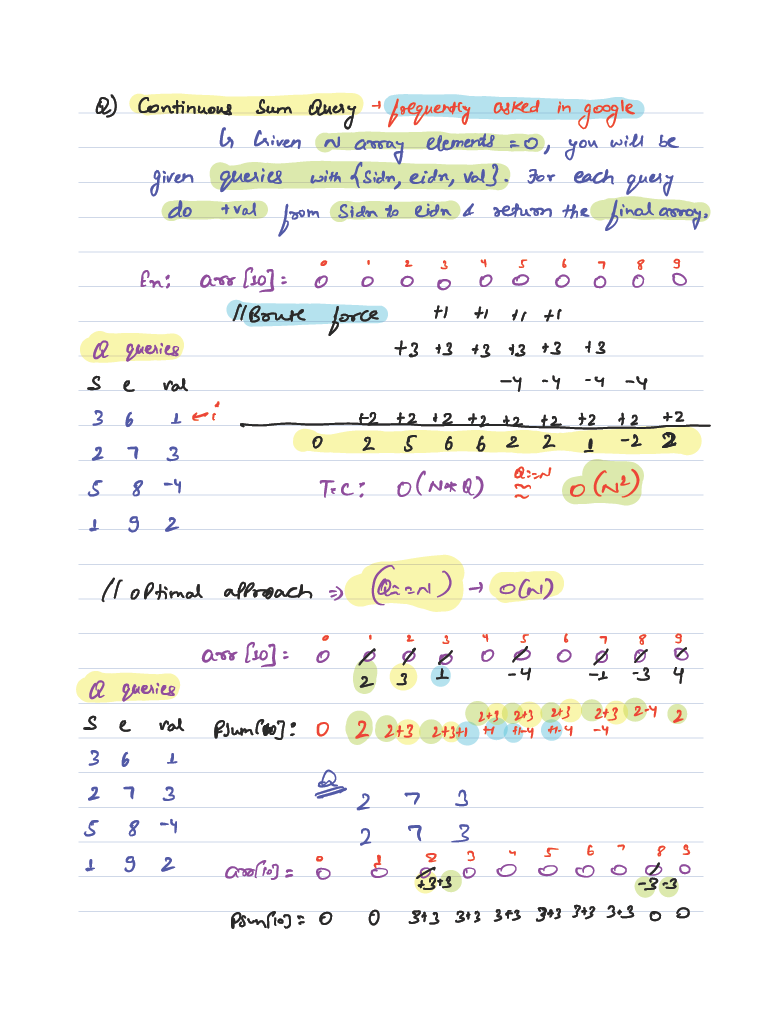 Q) Continuous Sum Query → frequently asked in google
↳ Given N array elements = 0, you will be
given queries with {sidx, eidx, val}. For each query
do +val from sidx to eidx & return the final array.
0 1 2 3 4 5 6 7 8 9
Ex: arr[10] = 0 0 0 0 0 0 0 0 0 0
//Broute force +1 +1 +1 +1
Q queries +3 +3 +3 +3 +3 +3
S e val -4 -4 -4 -4
3 6 1 ← i +2 +2 +2 +2 +2 +2 +2 +2 +2
0 2 5 6 6 2 2 1 -2 2
2 7 3
5 8 -4 T.C: O(N*Q) Q==N ≈ O(N²)
1 9 2
// optimal approach ⇒ (Q==N) → O(N)
0 1 2 3 4 5 6 7 8 9
arr[10] = 0 0 0 0 0 0 0 0 0 0
2 3 1 -4 -1 -3 4
Q queries
2+3 2+3 2+3 2+3 2-4 2
S e val PSum[10]: 0 2 2+3 2+3+1 +1 +1-4 +1-4 -4
3 6 1
2 7 3 2 7 3
5 8 -4 2 7 3
0 1 2 3 4 5 6 7 8 9
1 9 2 arr[10] = 0 0 0 0 0 0 0 0 0 0
+3+3 -3-3
Psum[10] = 0 0 3+3 3+3 3+3 3+3 3+3 3+3 0 0